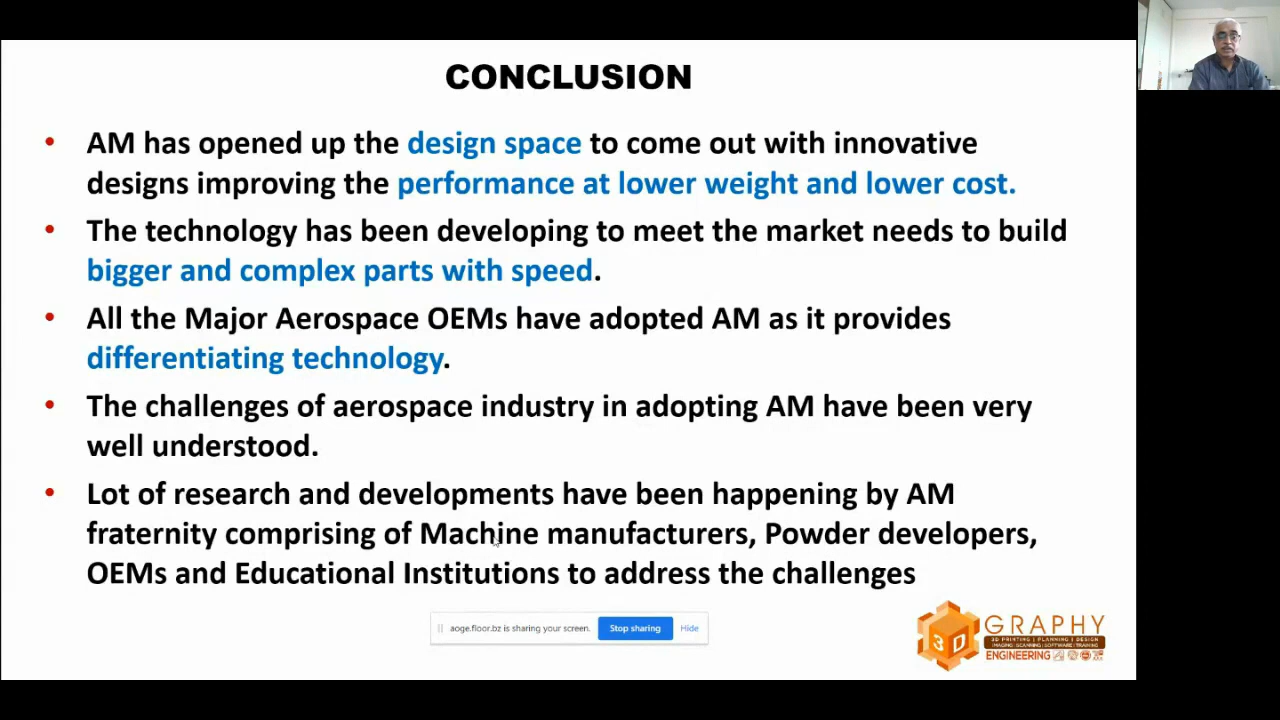 CONCLUSION
• AM has opened up the design space to come out with innovative
designs improving the performance at lower weight and lower cost.
• The technology has been developing to meet the market needs to build
bigger and complex parts with speed.
• All the Major Aerospace OEMs have adopted AM as it provides
differentiating technology.
• The challenges of aerospace industry in adopting AM have been very
well understood.
• Lot of research and developments have been happening by AM
fraternity comprising of Machine manufacturers, Powder developers,
OEMs and Educational Institutions to address the challenges
aoge.floor.bz is sharing your screen. Stop sharing Hide
3D GRAPHY
3D PRINTING | PLANNING | DESIGN
IMAGING | SCANNING | SOFTWARE | TRAINING
ENGINEERING